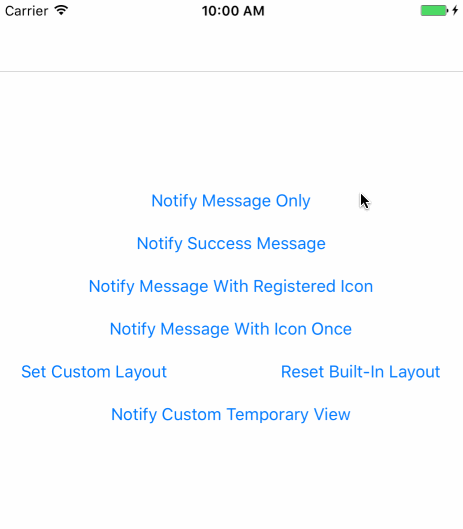 Carrier 10:00 AM
Notify Message Only
Notify Success Message
Notify Message With Registered Icon
Notify Message With Icon Once
Set Custom Layout Reset Built-In Layout
Notify Custom Temporary View